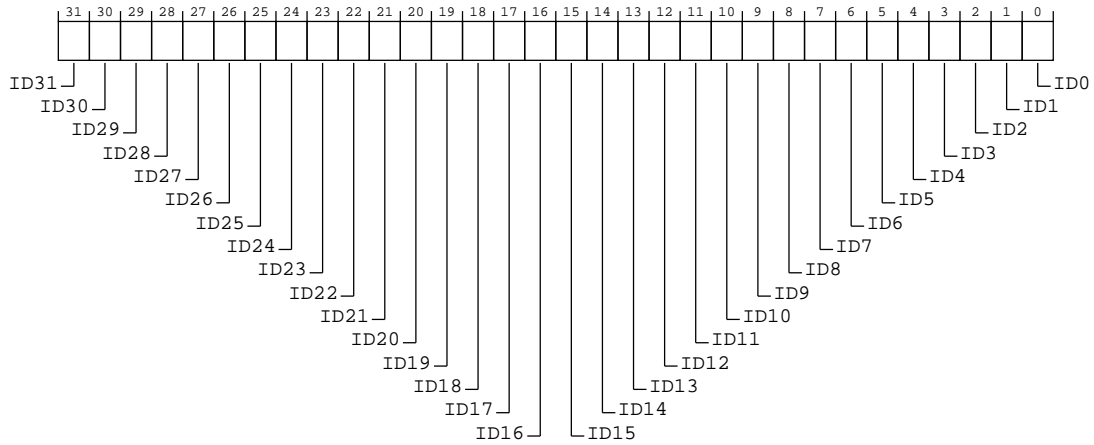 31 30 29 28 27 26 25 24 23 22 21 20 19 18 17 16 15 14 13 12 11 10 9 8 7 6 5 4 3 2 1 0
ID31 ID0
ID30 ID1
ID29 ID2
ID28 ID3
ID27 ID4
ID26 ID5
ID25 ID6
ID24 ID7
ID23 ID8
ID22 ID9
ID21 ID10
ID20 ID11
ID19 ID12
ID18 ID13
ID17 ID14
ID16 ID15